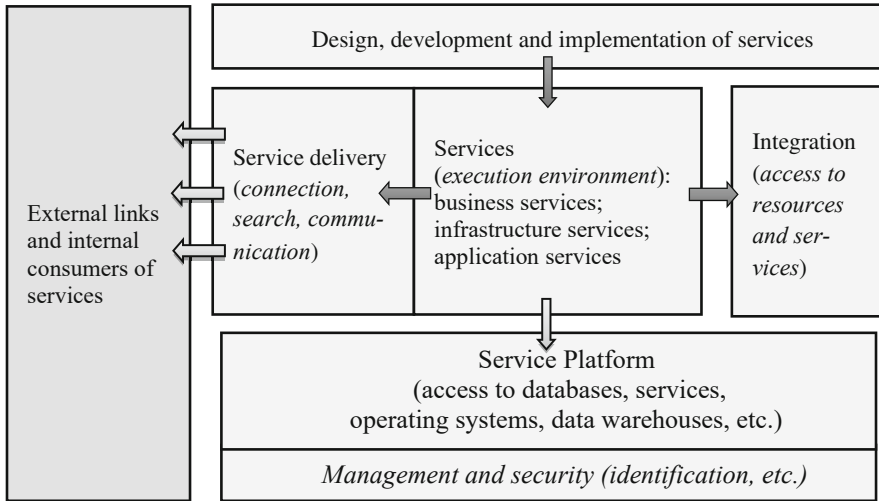 Design, development and implementation of services
External links
and internal
consumers of
services
Service delivery
(connection,
search, commu-
nication)
Services
(execution environment):
business services;
infrastructure services;
application services
Integration
(access to
resources
and ser-
vices)
Service Platform
(access to databases, services,
operating systems, data warehouses, etc.)
Management and security (identification, etc.)